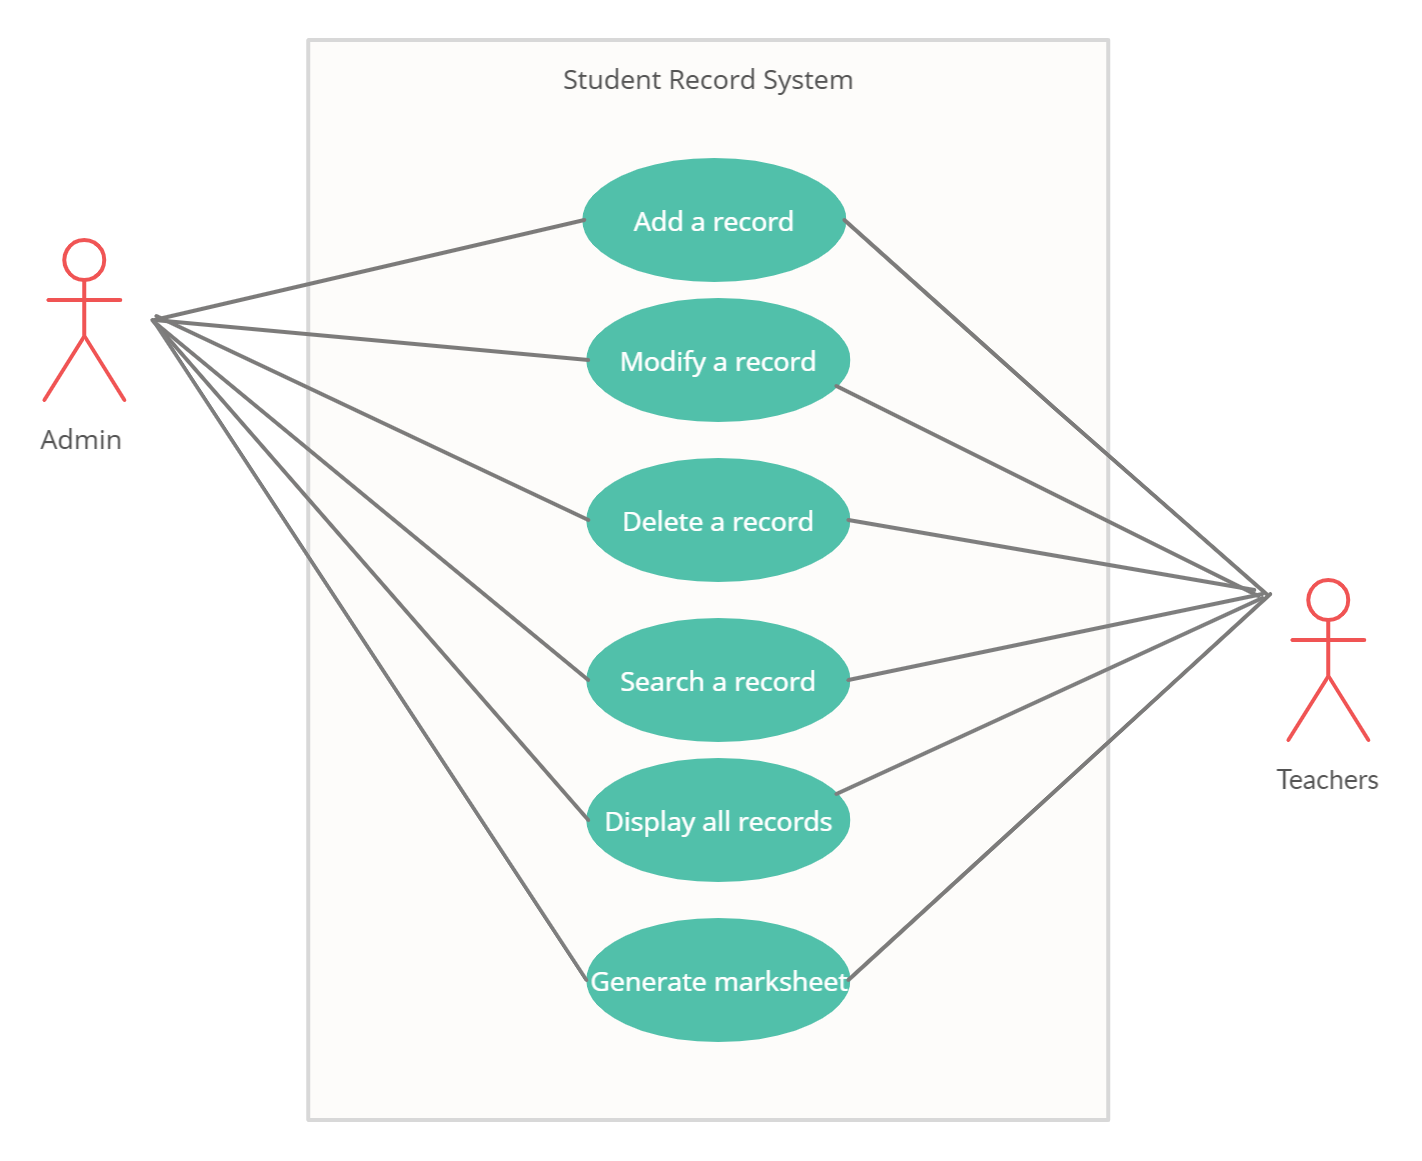 Student Record System
Add a record
Modify a record
Admin
Delete a record
Search a record
Teachers
Display all records
Generate marksheet